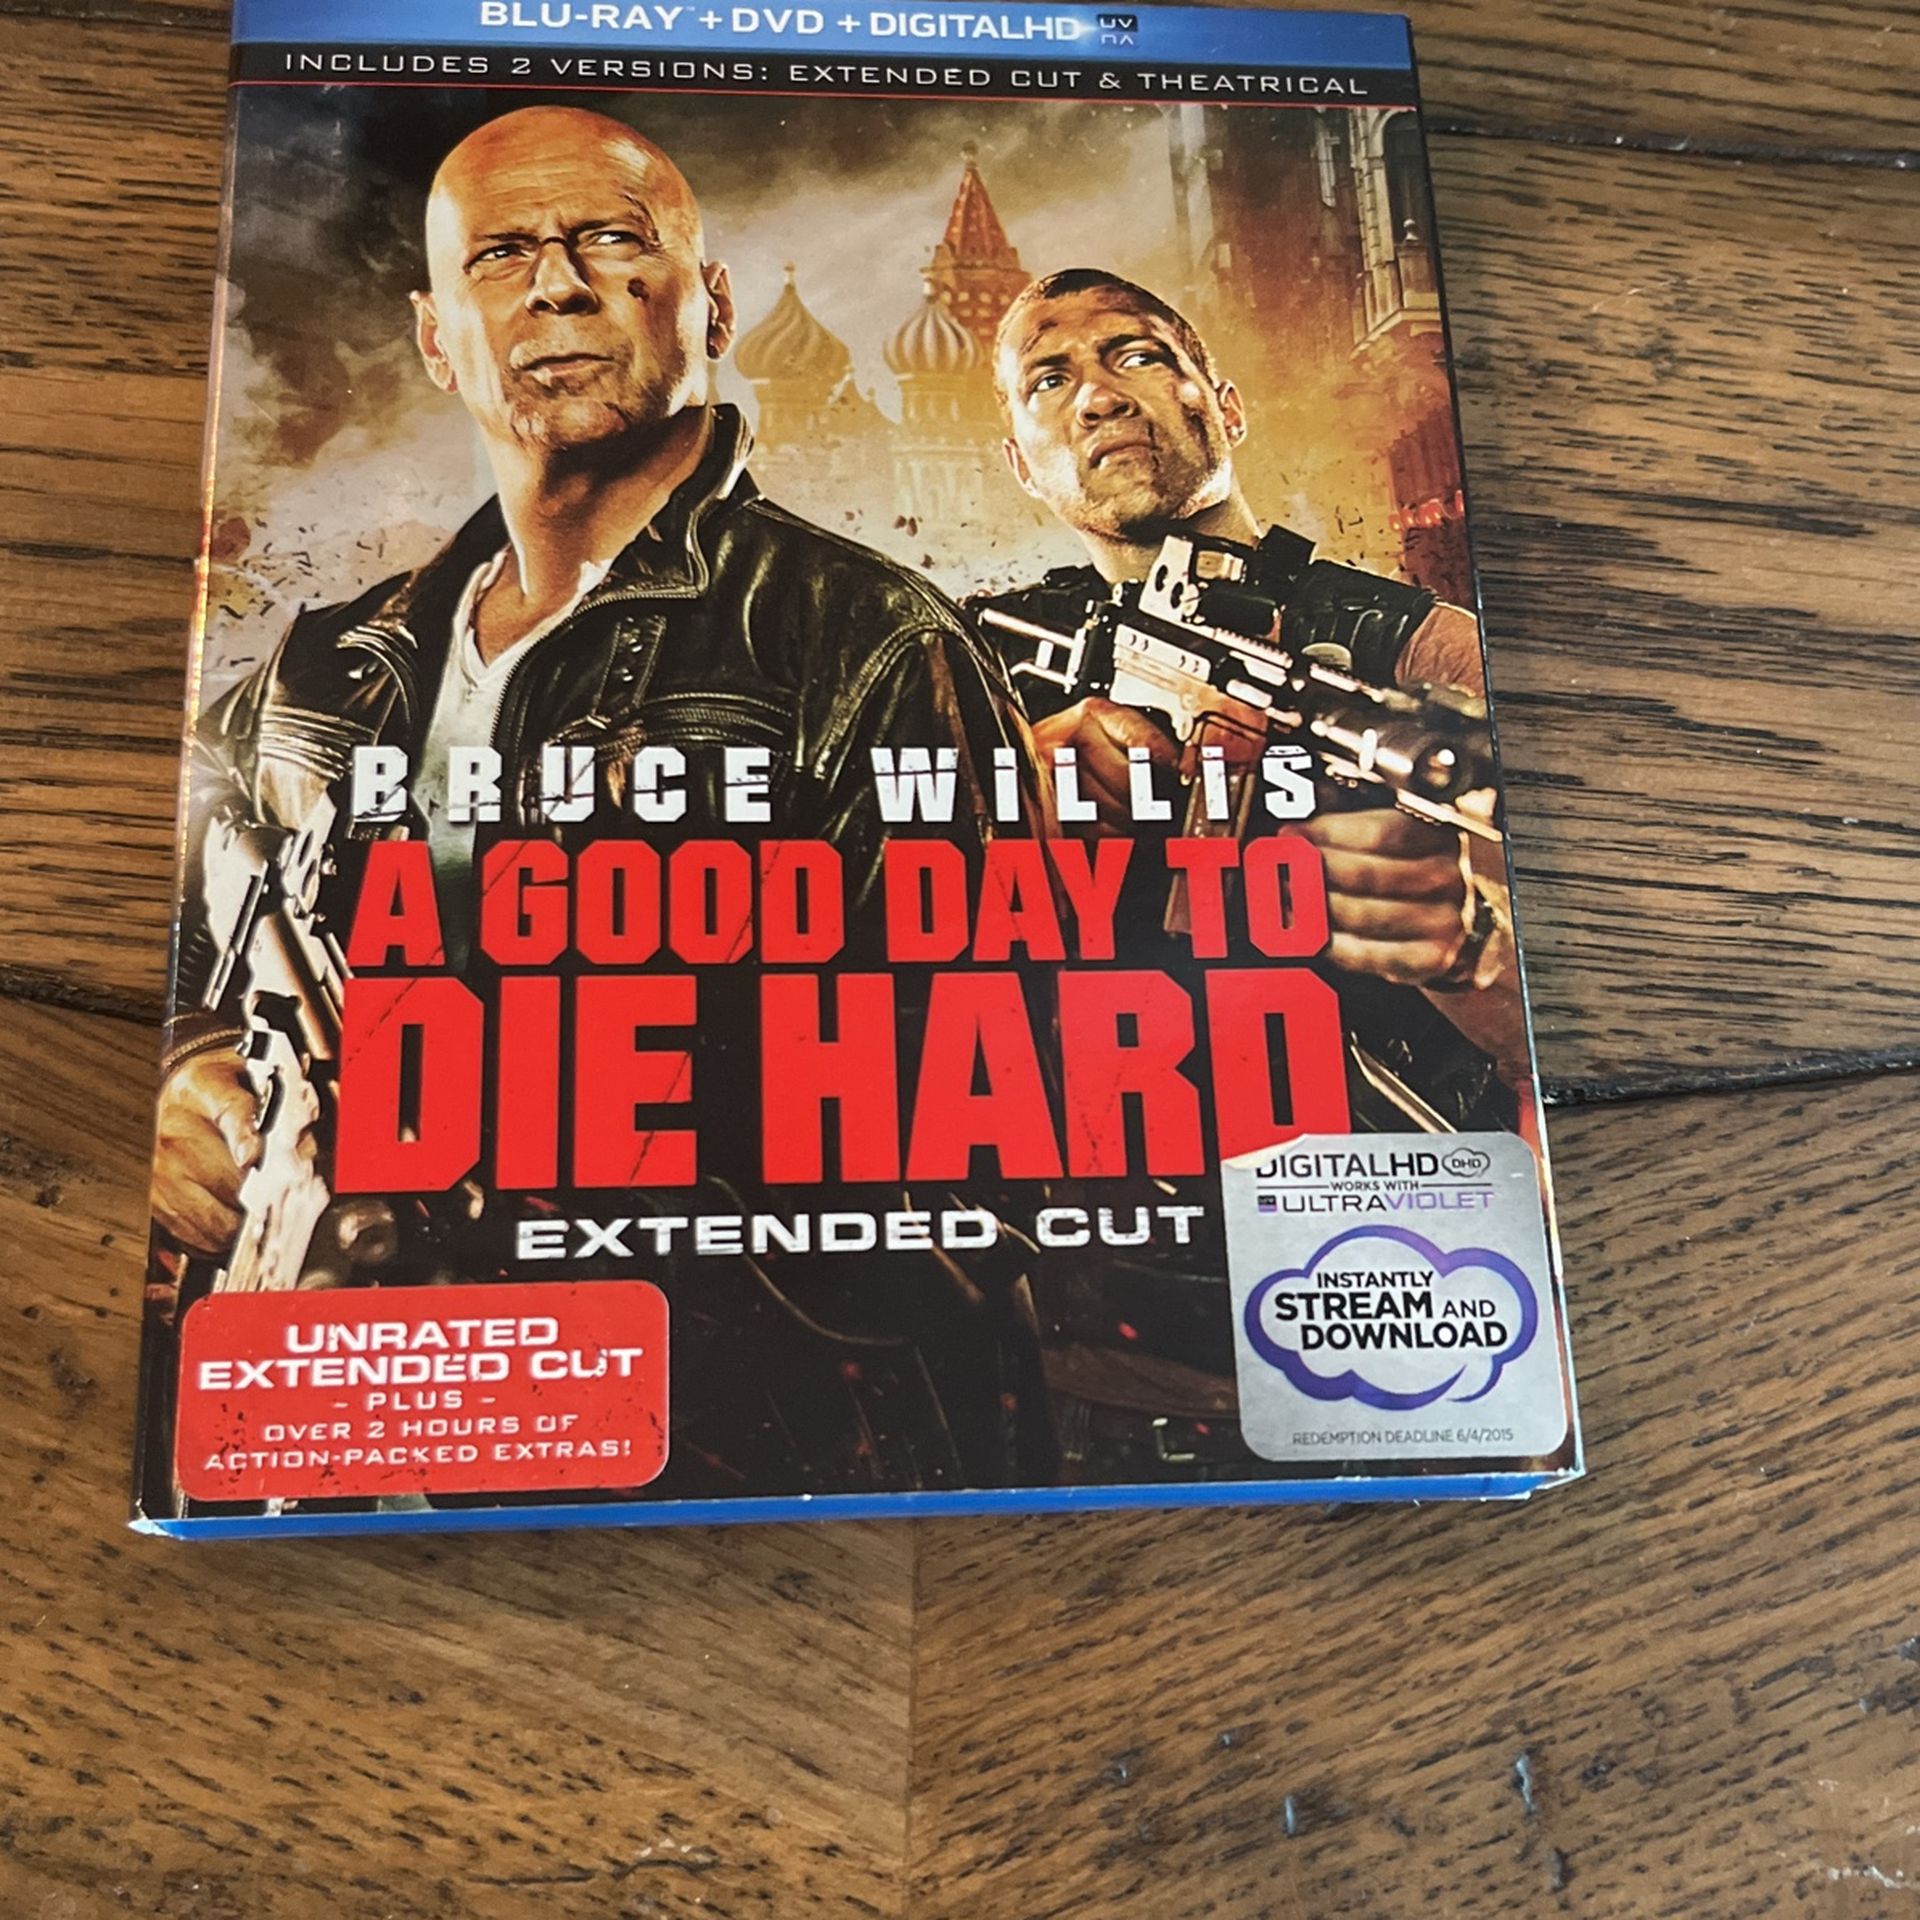 BLU-RAY™ + DVD + DIGITALHD UV
INCLUDES 2 VERSIONS: EXTENDED CUT & THEATRICAL
BRUCE WILLIS
A GOOD DAY TO
DIE HARD
EXTENDED CUT
UNRATED
EXTENDED CUT
- PLUS -
OVER 2 HOURS OF
ACTION-PACKED EXTRAS!
DIGITALHD DHD
WORKS WITH
UV ULTRAVIOLET
INSTANTLY
STREAM AND
DOWNLOAD
REDEMPTION DEADLINE 6/4/2015